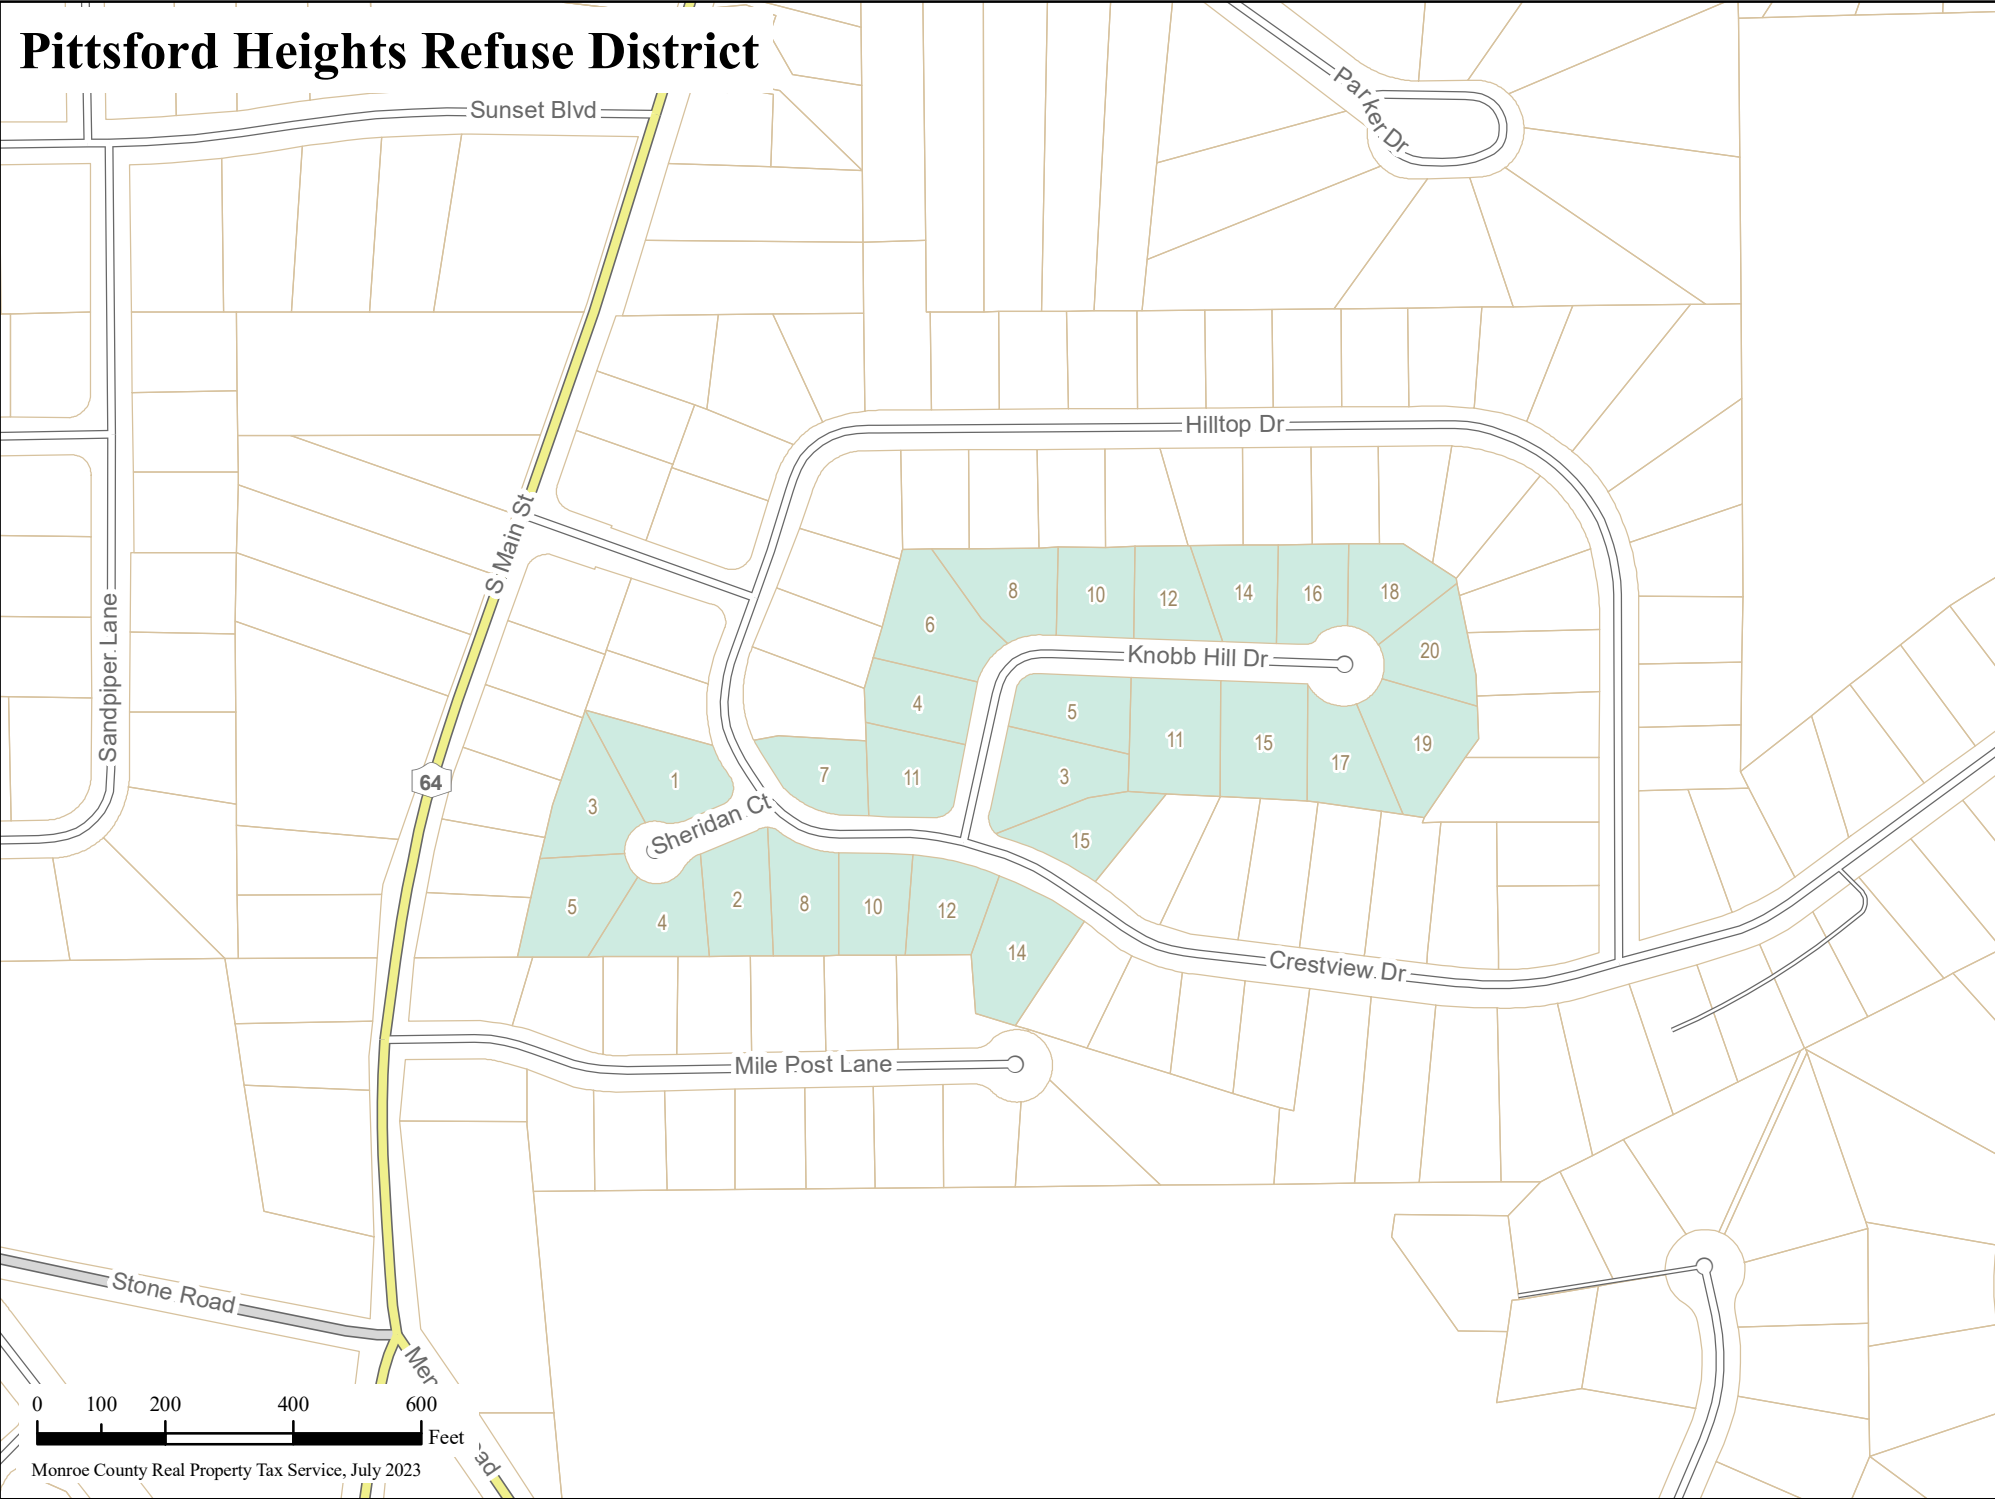 Pittsford Heights Refuse District
Sunset Blvd
Parker Dr
Hilltop Dr
S Main St
Sandpiper Lane
64
Knobb Hill Dr
8
10
12
14
16
18
6
20
4
5
11
15
17
19
7
11
3
15
1
3
Sheridan Ct
5
4
2
8
10
12
14
Crestview Dr
Mile Post Lane
Stone Road
0
100
200
400
600
Feet
Monroe County Real Property Tax Service, July 2023